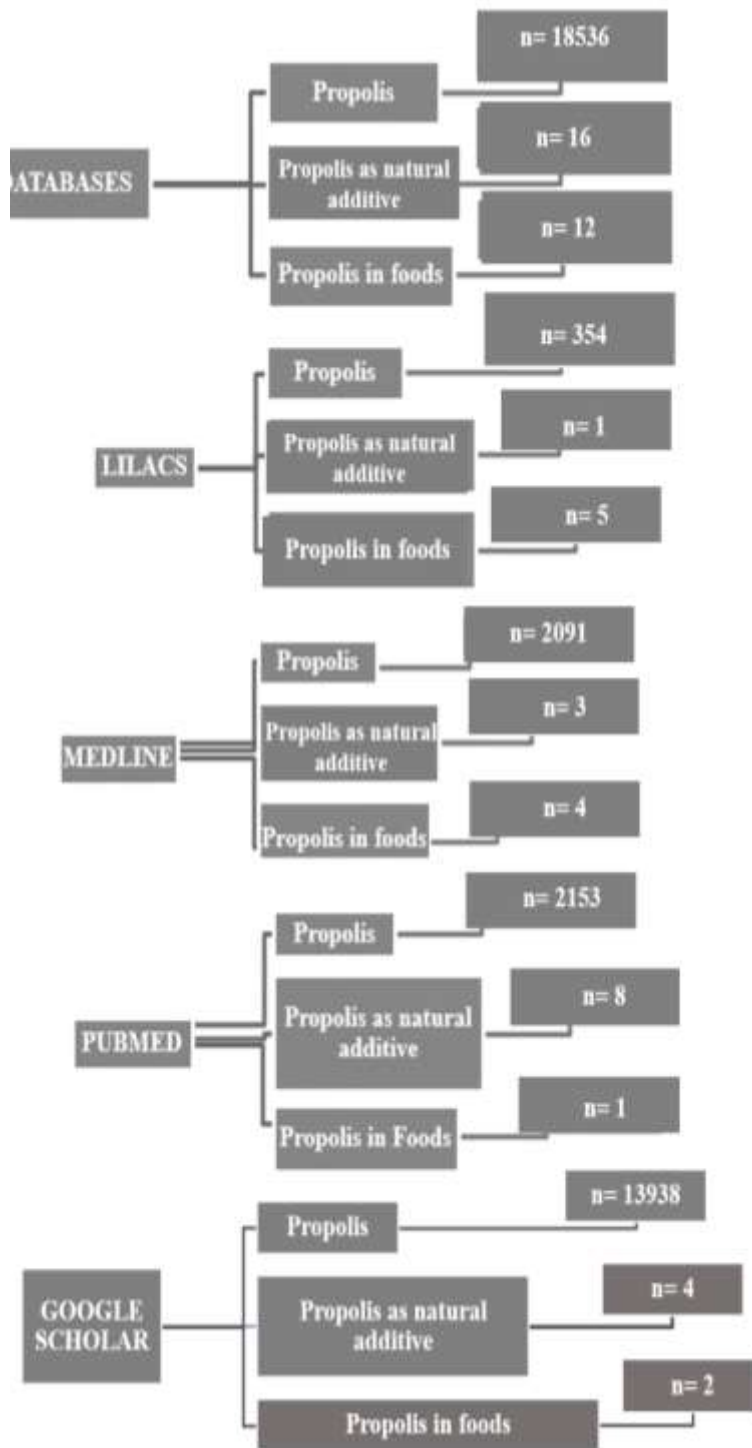 n= 18536
Propolis
n= 16
DATABASES
Propolis as natural
additive
n= 12
Propolis in foods
n= 354
Propolis
n= 1
LILACS
Propolis as natural
additive
n= 5
Propolis in foods
n= 2091
Propolis
n= 3
MEDLINE
Propolis as natural
additive
n= 4
Propolis in foods
n= 2153
Propolis
n= 8
PUBMED
Propolis as natural
additive
n= 1
Propolis in Foods
n= 13938
Propolis
n= 4
GOOGLE
SCHOLAR
Propolis as natural
additive
n= 2
Propolis in foods